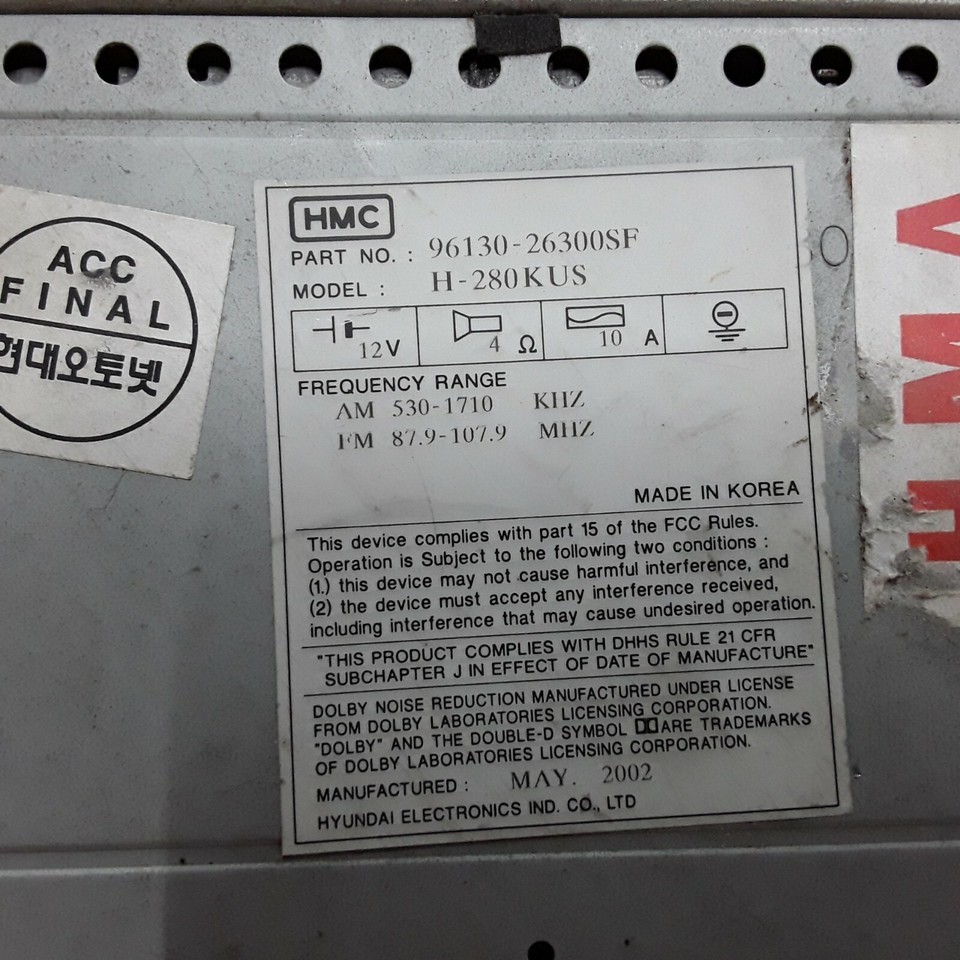 HMC
PART NO. : 96130-26300SF
MODEL : H-280KUS
12V 4 Ω 10 A
FREQUENCY RANGE
AM 530-1710 KHZ
FM 87.9-107.9 MHZ
MADE IN KOREA
This device complies with part 15 of the FCC Rules.
Operation is Subject to the following two conditions :
(1.) this device may not cause harmful interference, and
(2) the device must accept any interference received,
including interference that may cause undesired operation.
"THIS PRODUCT COMPLIES WITH DHHS RULE 21 CFR
SUBCHAPTER J IN EFFECT OF DATE OF MANUFACTURE"
DOLBY NOISE REDUCTION MANUFACTURED UNDER LICENSE
FROM DOLBY LABORATORIES LICENSING CORPORATION.
"DOLBY" AND THE DOUBLE-D SYMBOL ARE TRADEMARKS
OF DOLBY LABORATORIES LICENSING CORPORATION.
MANUFACTURED : MAY. 2002
HYUNDAI ELECTRONICS IND. CO., LTD
ACC
FINAL
현대오토넷